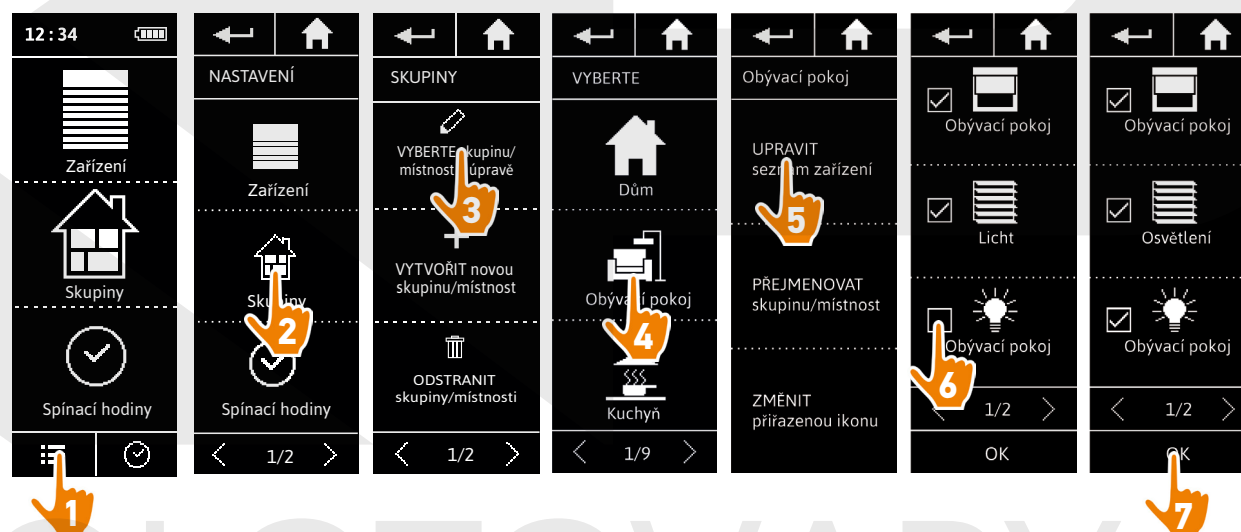 12:34
Zařízení
Skupiny
Spínací hodiny
1
NASTAVENÍ
Zařízení
Skupiny
2
Spínací hodiny
1/2
SKUPINY
VYBERTE skupinu/
místnost úpravě
3
VYTVOŘIT novou
skupinu/místnost
ODSTRANIT
skupiny/místnosti
1/2
VYBERTE
Dům
Obývací pokoj
4
Kuchyň
1/9
Obývací pokoj
UPRAVIT
seznam zařízení
5
PŘEJMENOVAT
skupinu/místnost
ZMĚNIT
přiřazenou ikonu
Obývací pokoj
Licht
Obývací pokoj
6
1/2
OK
Obývací pokoj
Osvětlení
Obývací pokoj
1/2
OK
7